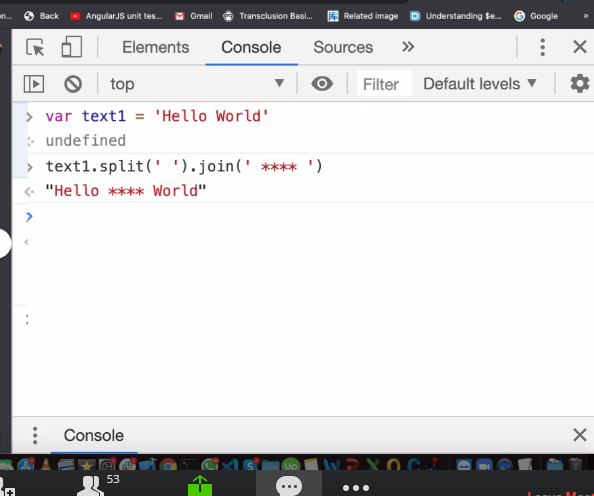 on...
Back
AngularJS unit tes...
Gmail
Transclusion Basi...
Related image
Understanding $e...
Google
»
Elements
Console
Sources
»
top
Filter
Default levels
> var text1 = 'Hello World'
undefined
> text1.split(' ').join(' **** ')
"Hello **** World"
>
Console
53